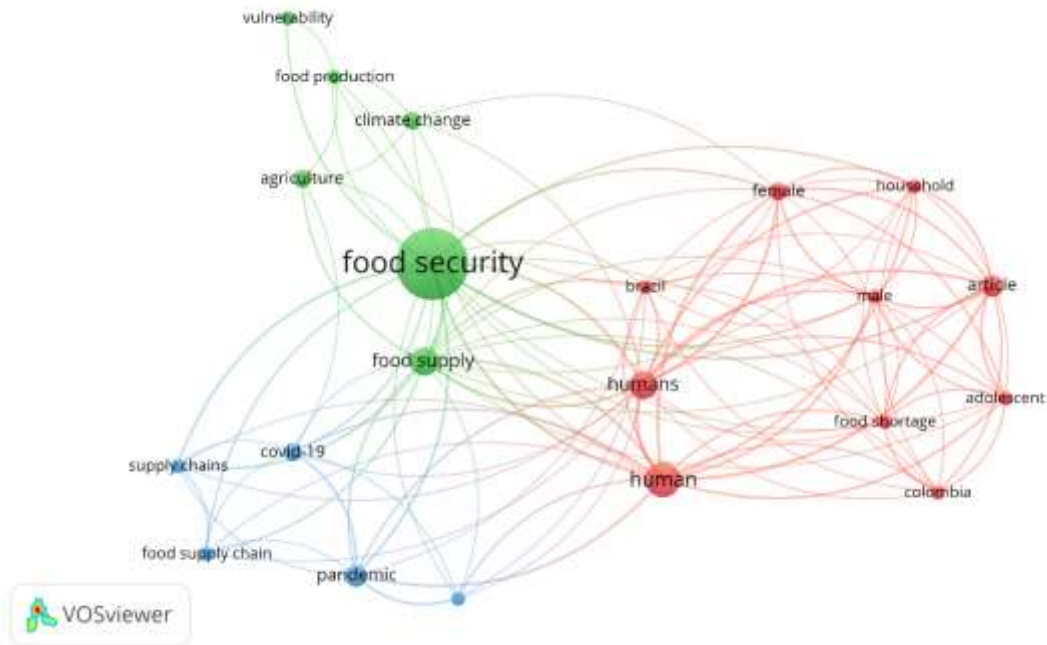 vulnerability
food production
climate change
agriculture
female
household
food security
brazil
male
article
food supply
humans
adolescent
food shortage
covid-19
supply chains
human
colombia
food supply chain
pandemic
VOSviewer